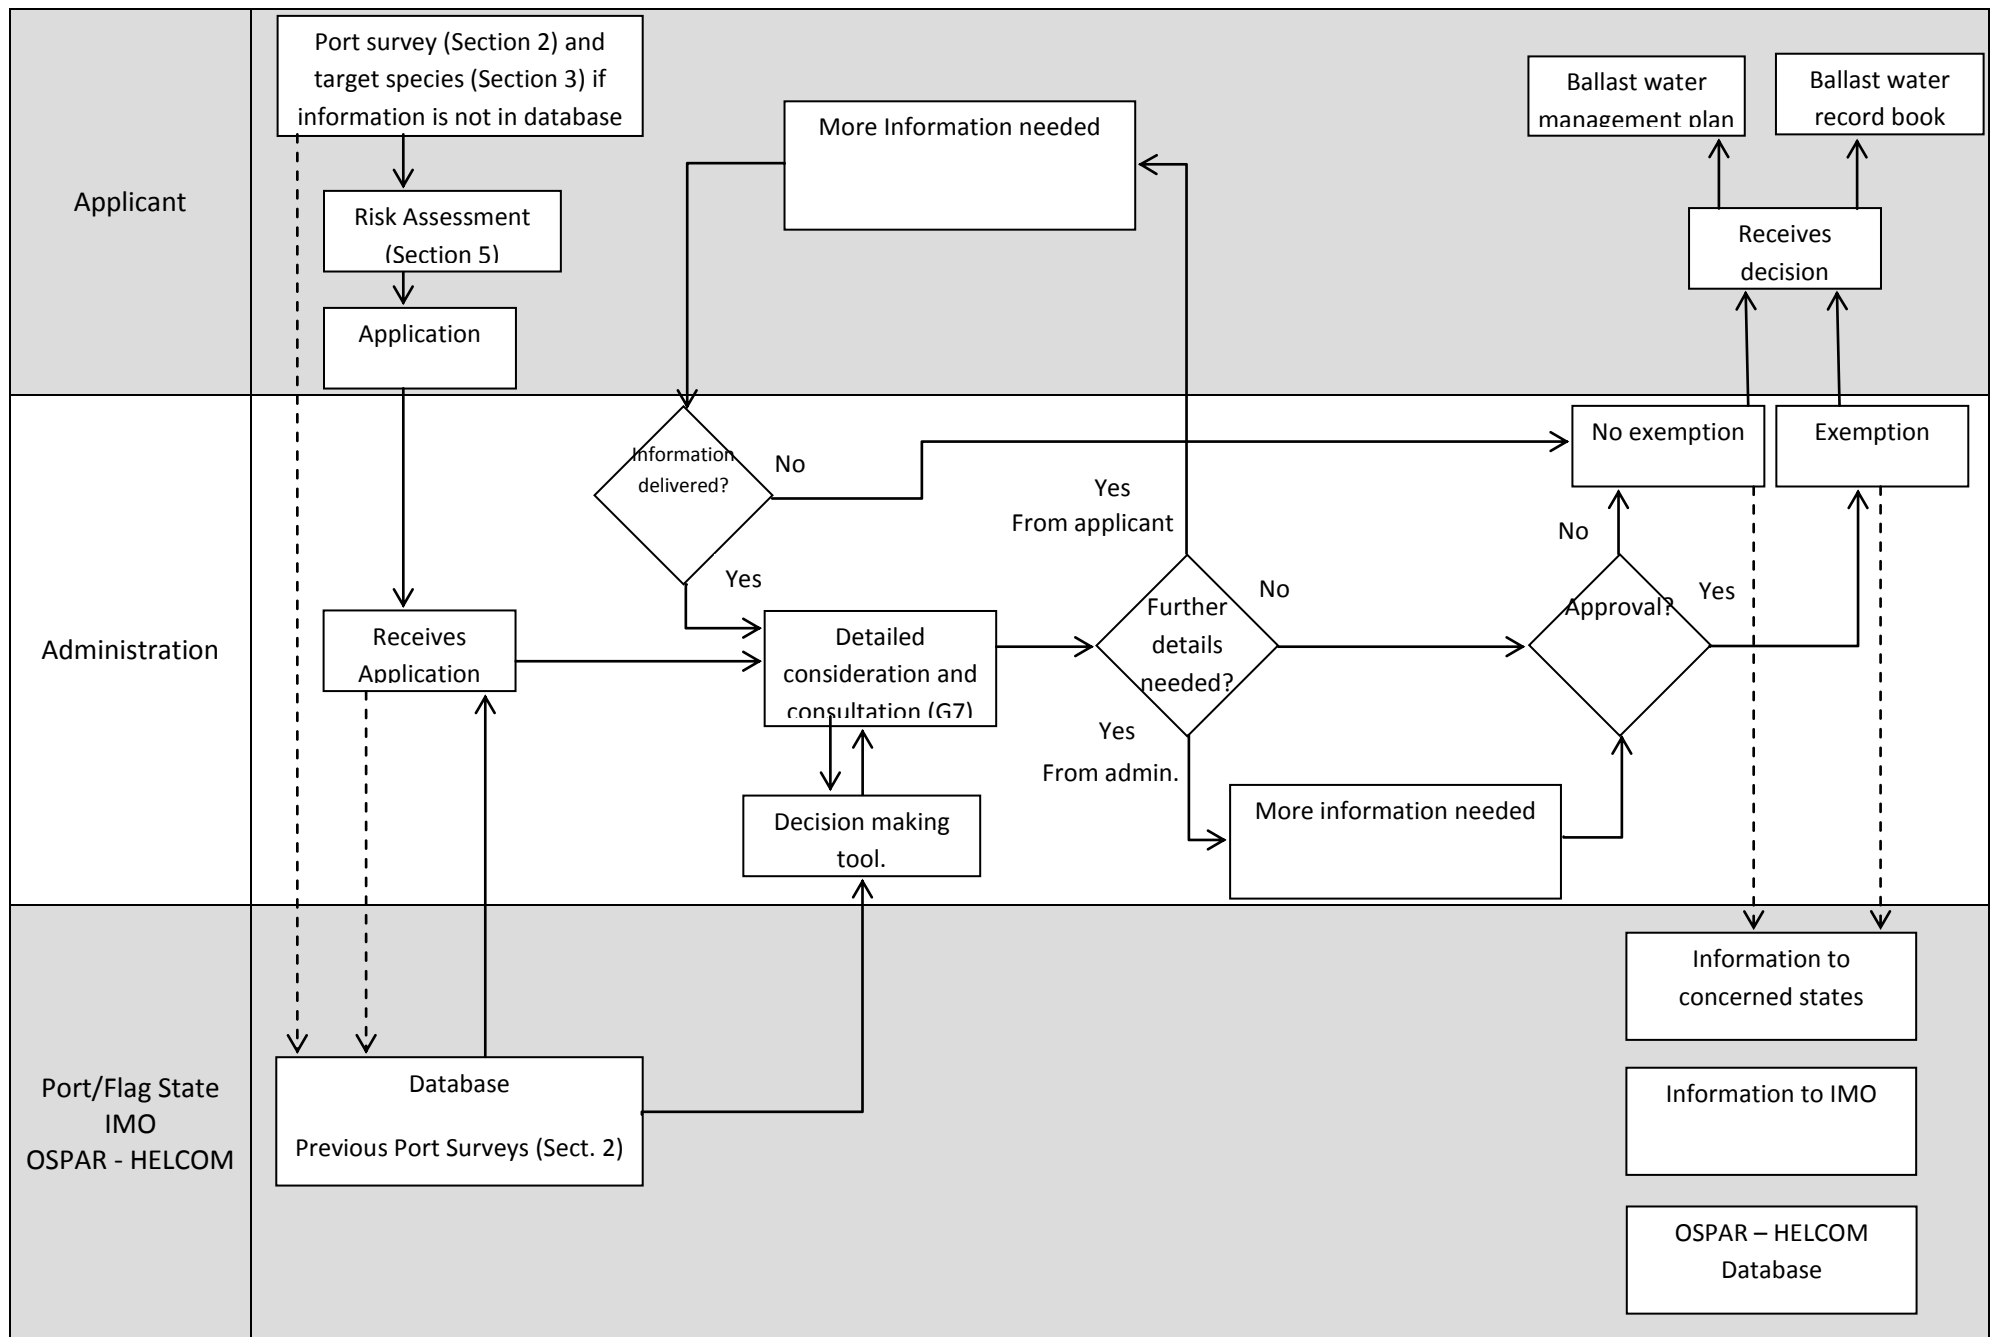 Applicant
Port survey (Section 2) and
target species (Section 3) if
information is not in database
Risk Assessment
(Section 5)
Application
More Information needed
Ballast water
management plan
Ballast water
record book
Receives
decision
Administration
Information
delivered?
No
Yes
Receives
Application
Detailed
consideration and
consultation (G7)
Decision making
tool.
Yes
From applicant
Further
details
needed?
No
Yes
From admin.
More information needed
Approval?
No
Yes
No exemption
Exemption
Port/Flag State
IMO
OSPAR - HELCOM
Database
Previous Port Surveys (Sect. 2)
Information to
concerned states
Information to IMO
OSPAR – HELCOM
Database